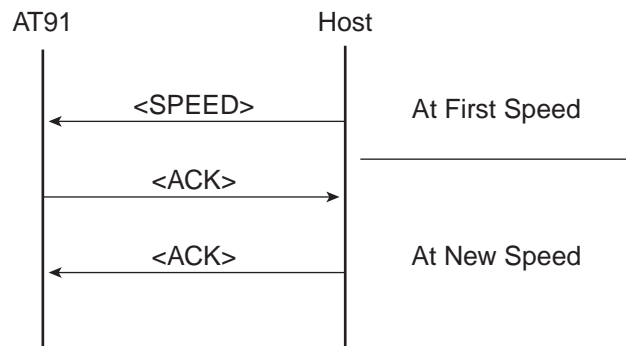 AT91 Host
<SPEED> At First Speed
<ACK>
<ACK> At New Speed